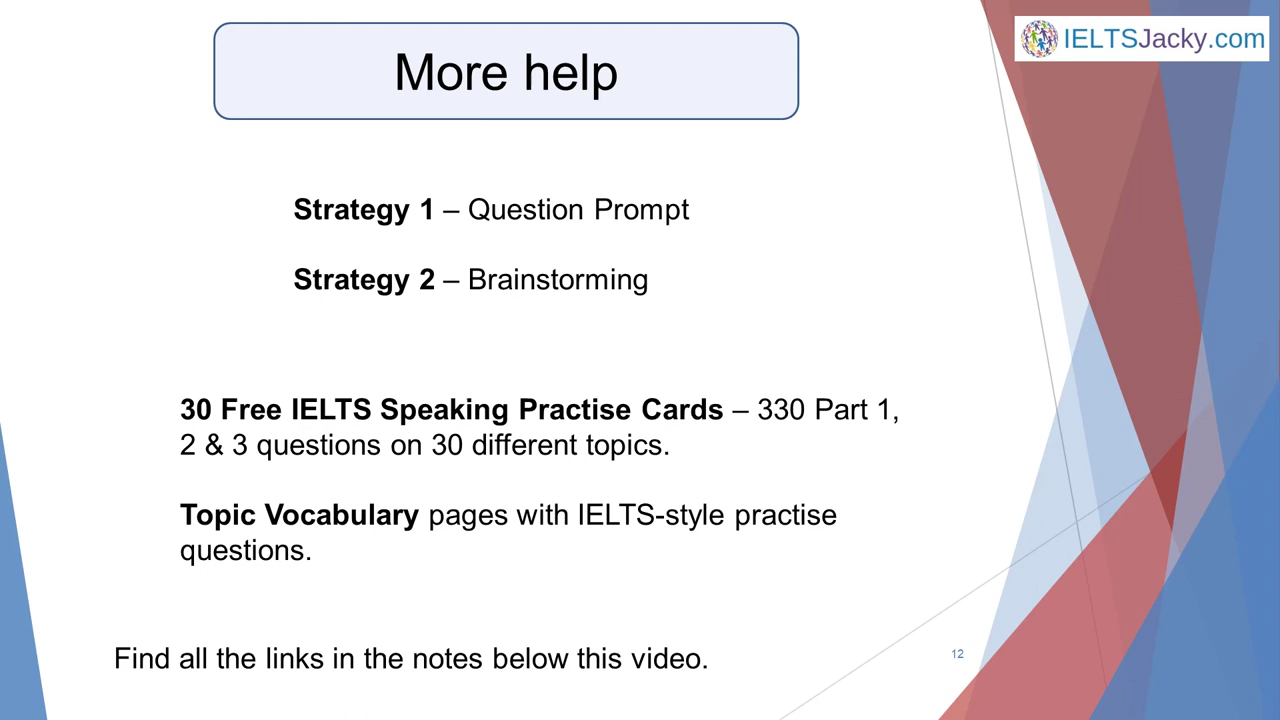 IELTSJacky.com
More help
Strategy 1 – Question Prompt
Strategy 2 – Brainstorming
30 Free IELTS Speaking Practise Cards – 330 Part 1,
2 & 3 questions on 30 different topics.
Topic Vocabulary pages with IELTS-style practise
questions.
Find all the links in the notes below this video.
12